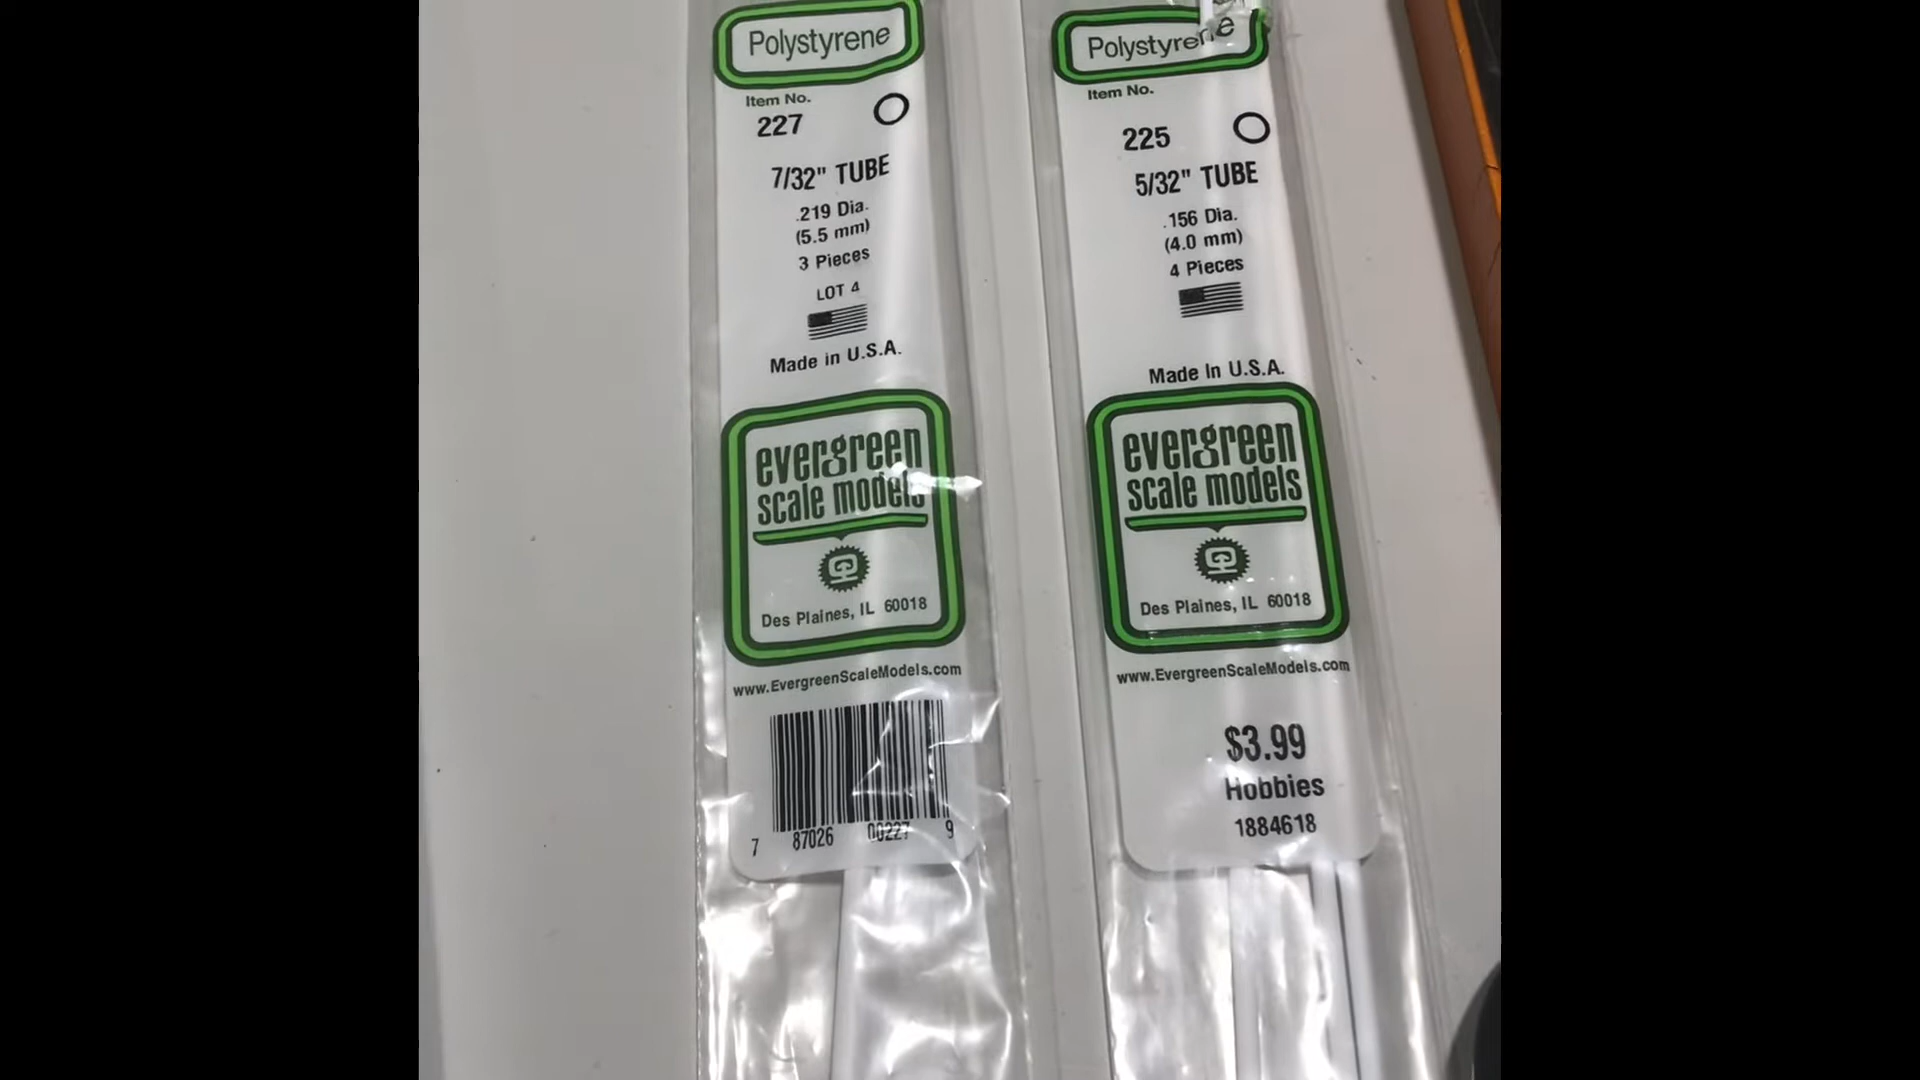 Polystyrene
Item No.
227
7/32" TUBE
.219 Dia.
(5.5 mm)
3 Pieces
LOT 4
Made in U.S.A.
evergreen
scale models
Des Plaines, IL 60018
www.EvergreenScaleModels.com
7 87026 00227 9
Polystyrene
Item No.
225
5/32" TUBE
.156 Dia.
(4.0 mm)
4 Pieces
Made In U.S.A.
evergreen
scale models
Des Plaines, IL 60018
www.EvergreenScaleModels.com
$3.99
Hobbies
1884618